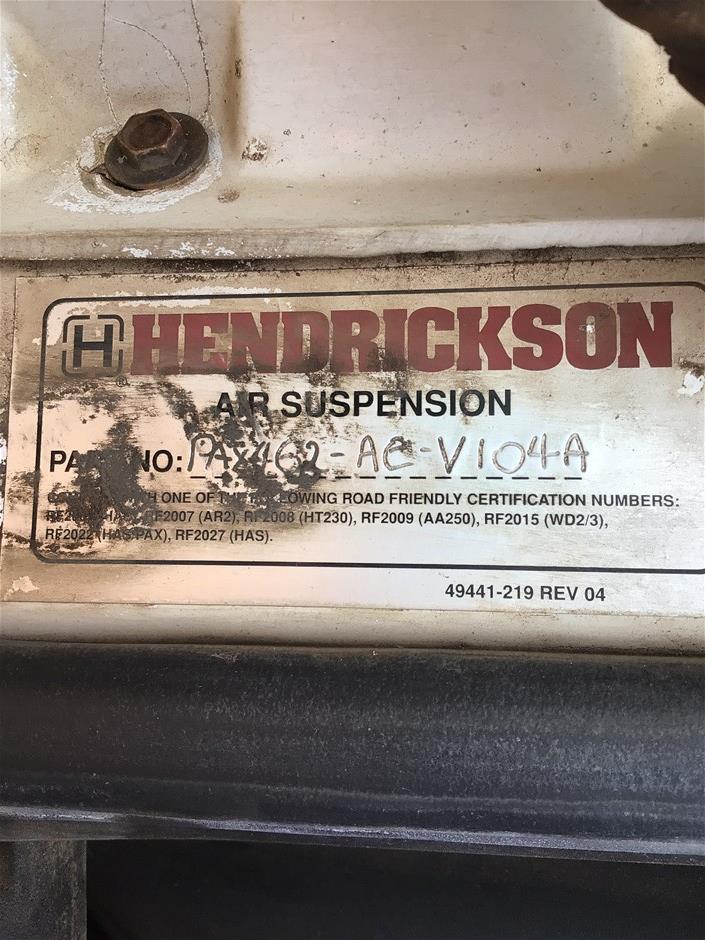 H HENDRICKSON
®
AIR SUSPENSION
PART NO: PAX462-AC-V104A
ONE OF THE FOLLOWING ROAD FRIENDLY CERTIFICATION NUMBERS:
RF2007 (AR2), RF2008 (HT230), RF2009 (AA250), RF2015 (WD2/3),
RF2022 (HAS/PAX), RF2027 (HAS).
49441-219 REV 04